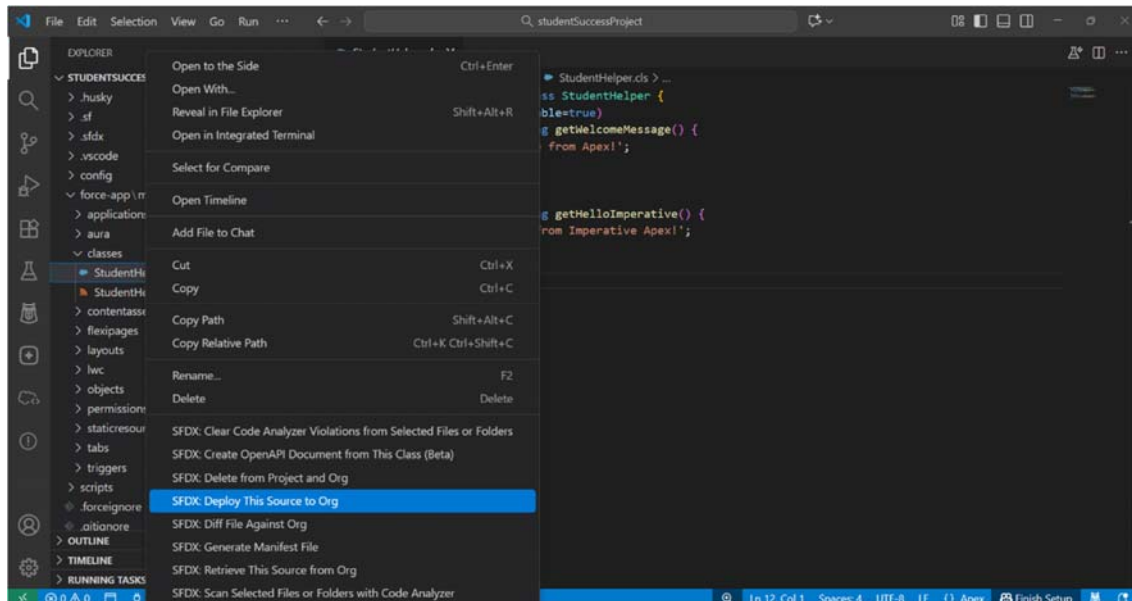 File Edit Selection View Go Run ··· studentSuccessProject
EXPLORER
STUDENTSUCCES
.husky
.sf
.sfdx
.vscode
config
force-app\m
application
aura
classes
StudentHe
StudentHe
contentasse
flexipages
layouts
lwc
objects
permission
staticresour
tabs
triggers
scripts
.forceignore
.gitignore
OUTLINE
TIMELINE
RUNNING TASKS
Open to the Side Ctrl+Enter
Open With...
Reveal in File Explorer Shift+Alt+R
Open in Integrated Terminal
Select for Compare
Open Timeline
Add File to Chat
Cut Ctrl+X
Copy Ctrl+C
Copy Path Shift+Alt+C
Copy Relative Path Ctrl+K Ctrl+Shift+C
Rename... F2
Delete Delete
SFDX: Clear Code Analyzer Violations from Selected Files or Folders
SFDX: Create OpenAPI Document from This Class (Beta)
SFDX: Delete from Project and Org
SFDX: Deploy This Source to Org
SFDX: Diff File Against Org
SFDX: Generate Manifest File
SFDX: Retrieve This Source from Org
SFDX: Scan Selected Files or Folders with Code Analyzer
StudentHelper.cls > ...
ss StudentHelper {
ble=true)
g getWelcomeMessage() {
from Apex!';
g getHelloImperative() {
rom Imperative Apex!';
0 0 Ln 12, Col 1 Spaces: 4 UTF-8 LF {} Apex Finish Setup